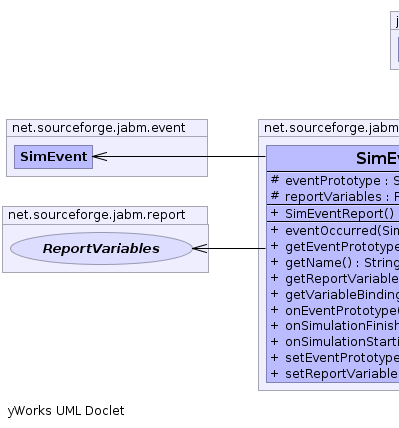 j
net.sourceforge.jabm.event
SimEvent
net.sourceforge.jabm.report
ReportVariables
net.sourceforge.jabm
SimEv
# eventPrototype : S
# reportVariables : R
+ SimEventReport()
+ eventOccurred(Sim
+ getEventPrototype
+ getName() : String
+ getReportVariable
+ getVariableBinding
+ onEventPrototype(
+ onSimulationFinish
+ onSimulationStarti
+ setEventPrototype
+ setReportVariable
yWorks UML Doclet